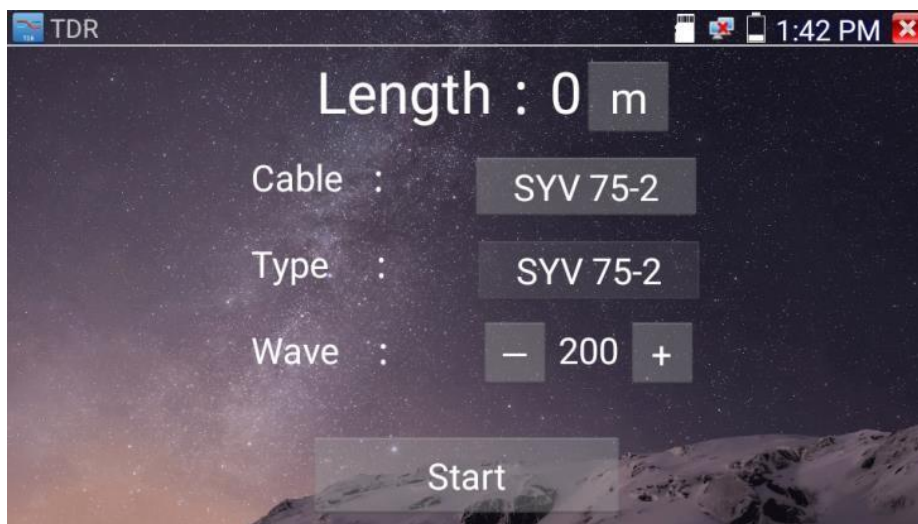 TDR 1:42 PM
Length : 0 m
Cable : SYV 75-2
Type : SYV 75-2
Wave : — 200 +
Start